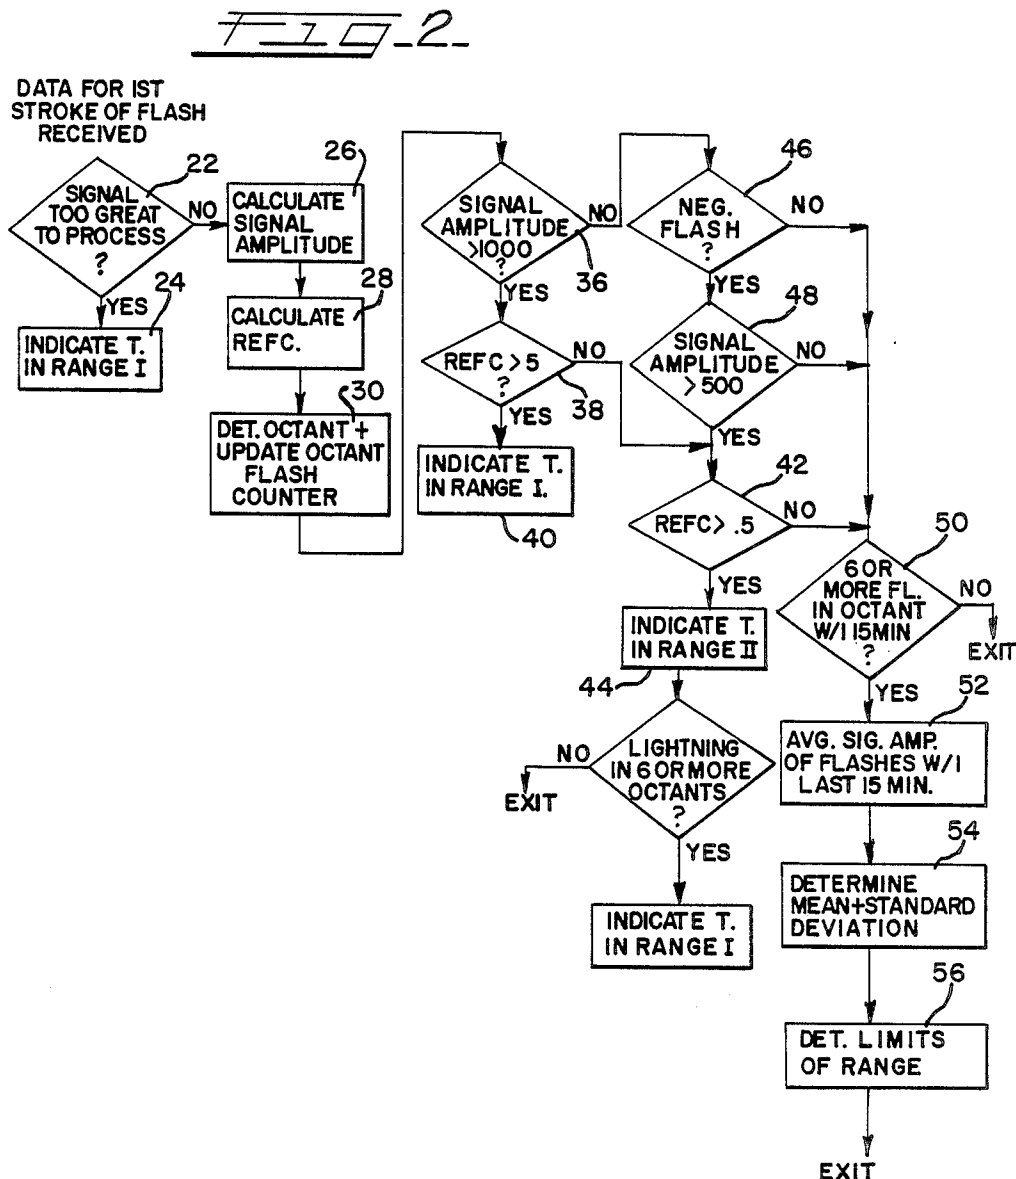 Fig-2-
DATA FOR 1ST
STROKE OF FLASH
RECEIVED
22
SIGNAL
TOO GREAT
TO PROCESS
?
NO
YES
24
INDICATE T.
IN RANGE I
26
CALCULATE
SIGNAL
AMPLITUDE
28
CALCULATE
REFC.
30
DET. OCTANT +
UPDATE OCTANT
FLASH
COUNTER
SIGNAL
AMPLITUDE
>1000
?
NO
36
YES
REFC > 5
?
NO
38
YES
INDICATE T.
IN RANGE I.
40
46
NEG.
FLASH
?
NO
YES
48
SIGNAL
AMPLITUDE
> 500
NO
YES
42
REFC > .5
NO
YES
INDICATE T.
IN RANGE II
44
LIGHTNING
IN 6 OR MORE
OCTANTS
?
NO
EXIT
YES
INDICATE T.
IN RANGE I
50
6 OR
MORE FL.
IN OCTANT
W/I 15 MIN
?
NO
EXIT
YES
52
AVG. SIG. AMP.
OF FLASHES W/I
LAST 15 MIN.
54
DETERMINE
MEAN+STANDARD
DEVIATION
56
DET. LIMITS
OF RANGE
EXIT